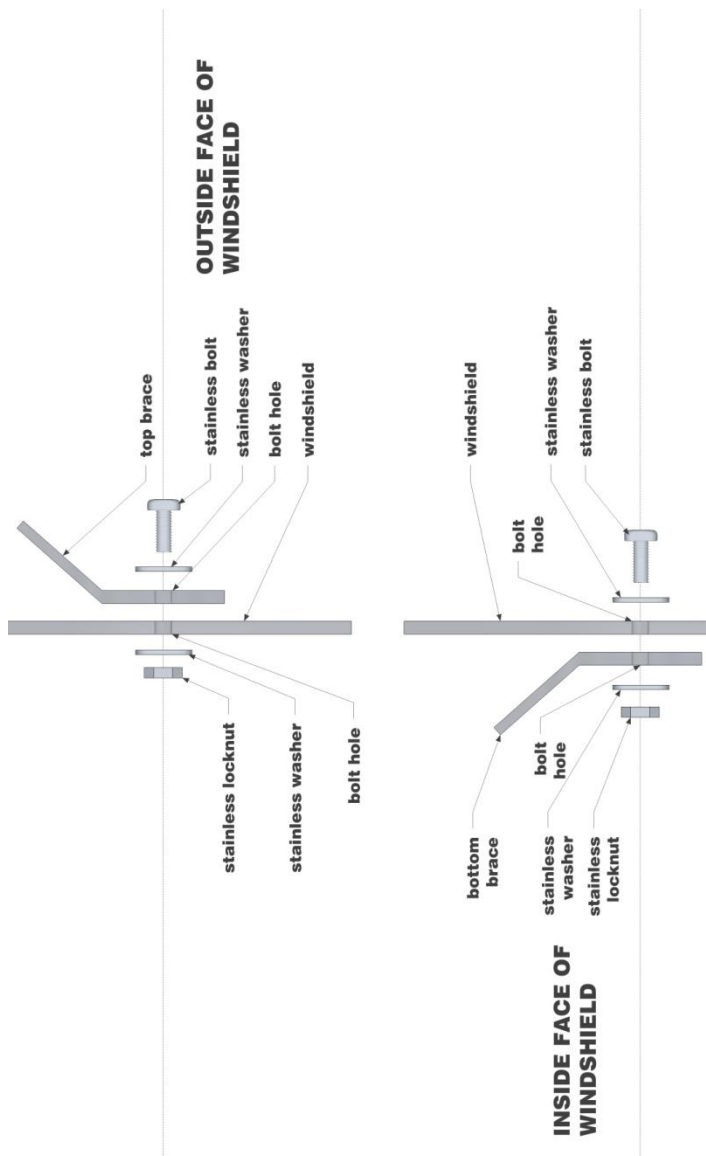 OUTSIDE FACE OF
WINDSHIELD
top brace
stainless bolt
stainless washer
bolt hole
windshield
stainless locknut
stainless washer
bolt hole
windshield
bolt
hole
stainless washer
stainless bolt
bottom
brace
bolt
hole
stainless
washer
stainless
locknut
INSIDE FACE OF
WINDSHIELD